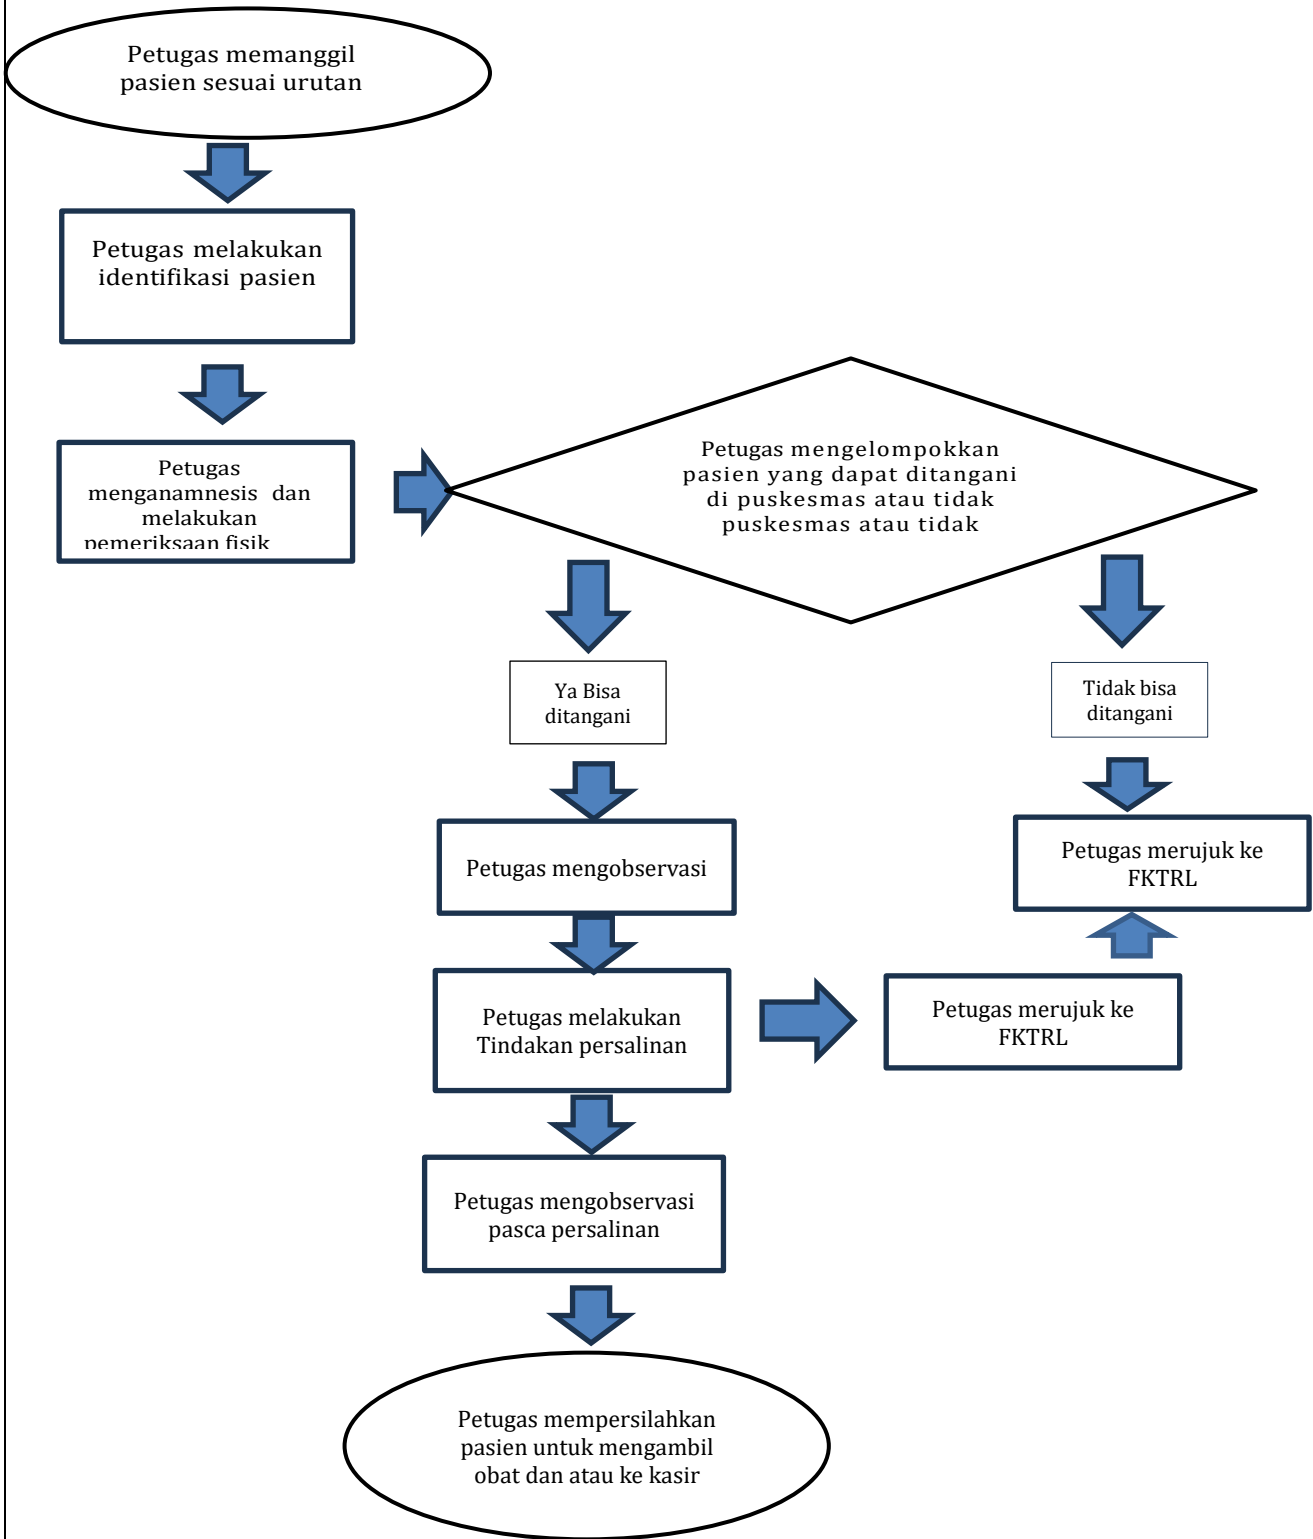 Petugas memanggil
pasien sesuai urutan
Petugas melakukan
identifikasi pasien
Petugas
menganamnesis dan
melakukan
pemeriksaan fisik
Petugas mengelompokkan
pasien yang dapat ditangani
di puskesmas atau tidak
puskesmas atau tidak
Ya Bisa
ditangani
Tidak bisa
ditangani
Petugas mengobservasi
Petugas merujuk ke
FKTRL
Petugas melakukan
Tindakan persalinan
Petugas merujuk ke
FKTRL
Petugas mengobservasi
pasca persalinan
Petugas mempersilahkan
pasien untuk mengambil
obat dan atau ke kasir